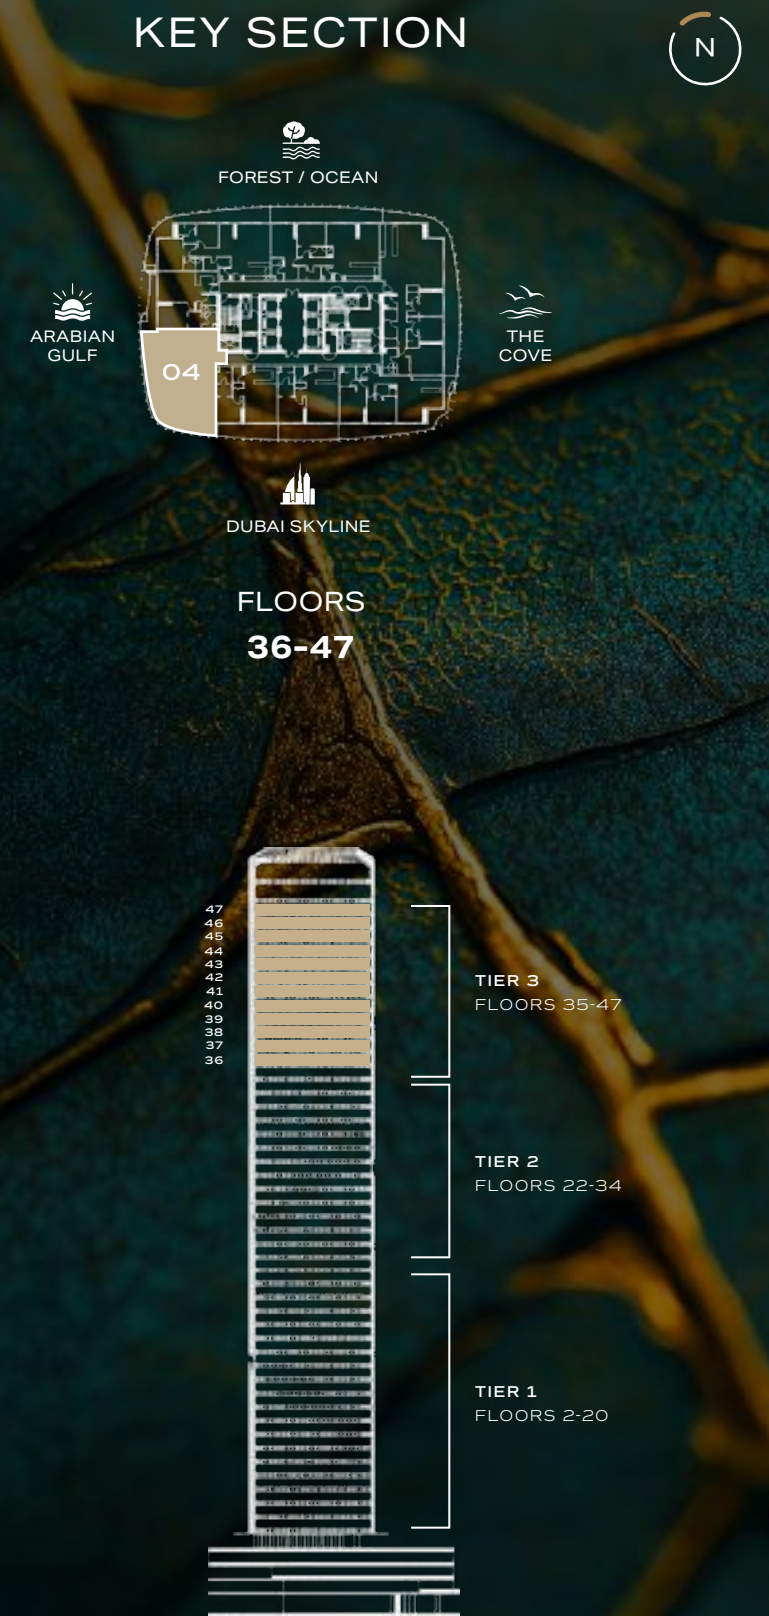 KEY SECTION
N
FOREST / OCEAN
ARABIAN
GULF
THE
COVE
04
DUBAI SKYLINE
FLOORS
36-47
47
46
45
44
43
42
41
40
39
38
37
36
TIER 3
FLOORS 35-47
TIER 2
FLOORS 22-34
TIER 1
FLOORS 2-20